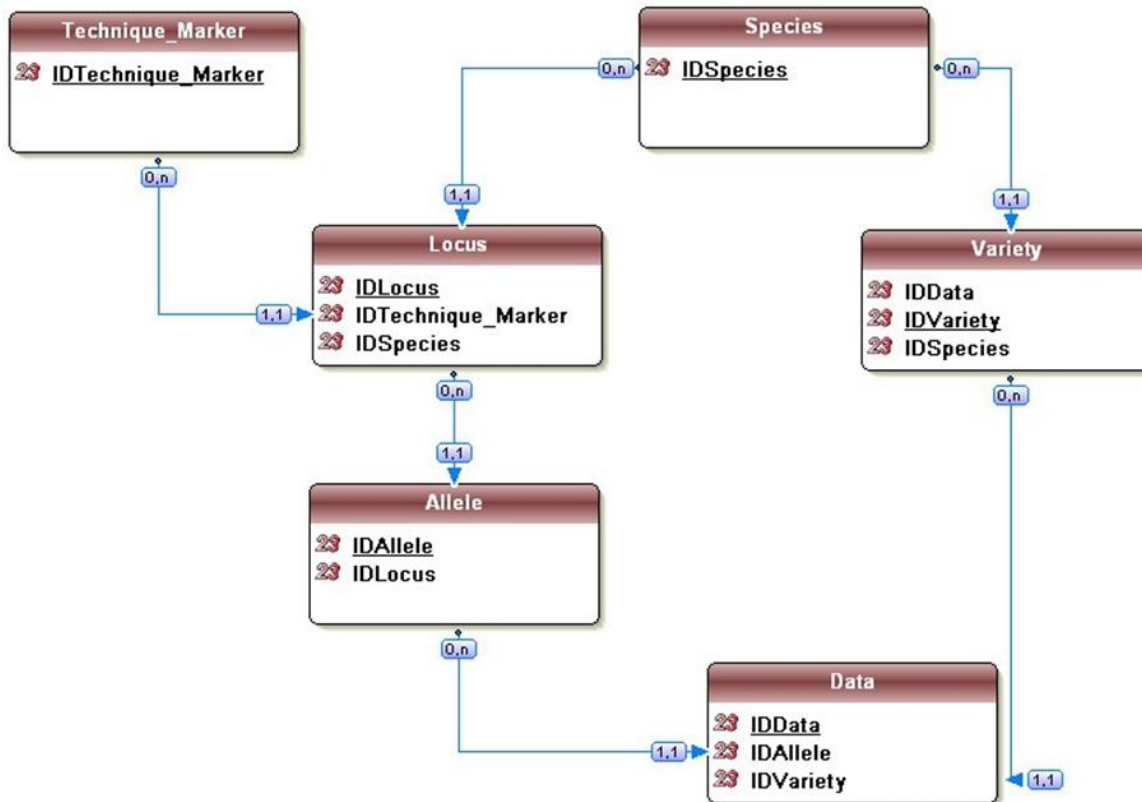 Technique_Marker
IDTechnique_Marker
0,n
Species
IDSpecies
0,n
0,n
1,1
1,1
Locus
IDLocus
IDTechnique_Marker
IDSpecies
1,1
0,n
Variety
IDData
IDVariety
IDSpecies
0,n
1,1
Allele
IDAllele
IDLocus
0,n
1,1
Data
IDData
IDAllele
IDVariety
1,1